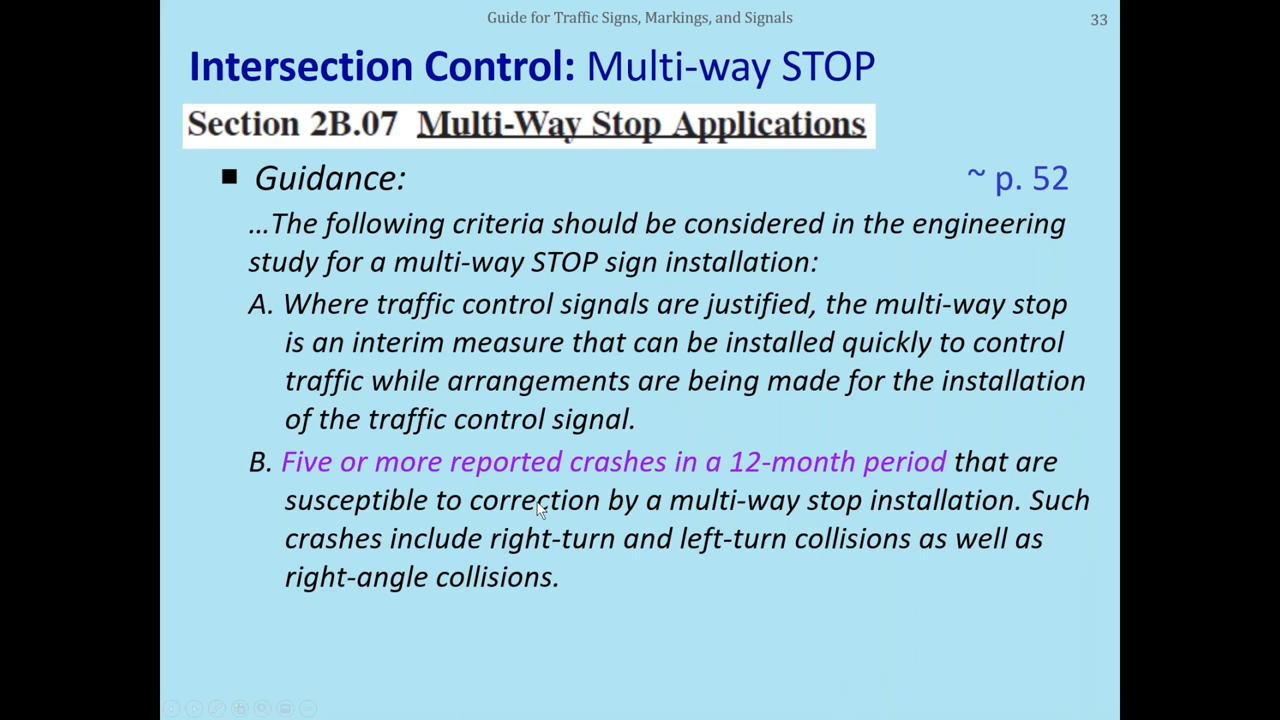 Guide for Traffic Signs, Markings, and Signals
33
Intersection Control: Multi-way STOP
Section 2B.07 Multi-Way Stop Applications
■ Guidance:
~ p. 52
…The following criteria should be considered in the engineering
study for a multi-way STOP sign installation:
A. Where traffic control signals are justified, the multi-way stop
is an interim measure that can be installed quickly to control
traffic while arrangements are being made for the installation
of the traffic control signal.
B. Five or more reported crashes in a 12-month period that are
susceptible to correction by a multi-way stop installation. Such
crashes include right-turn and left-turn collisions as well as
right-angle collisions.